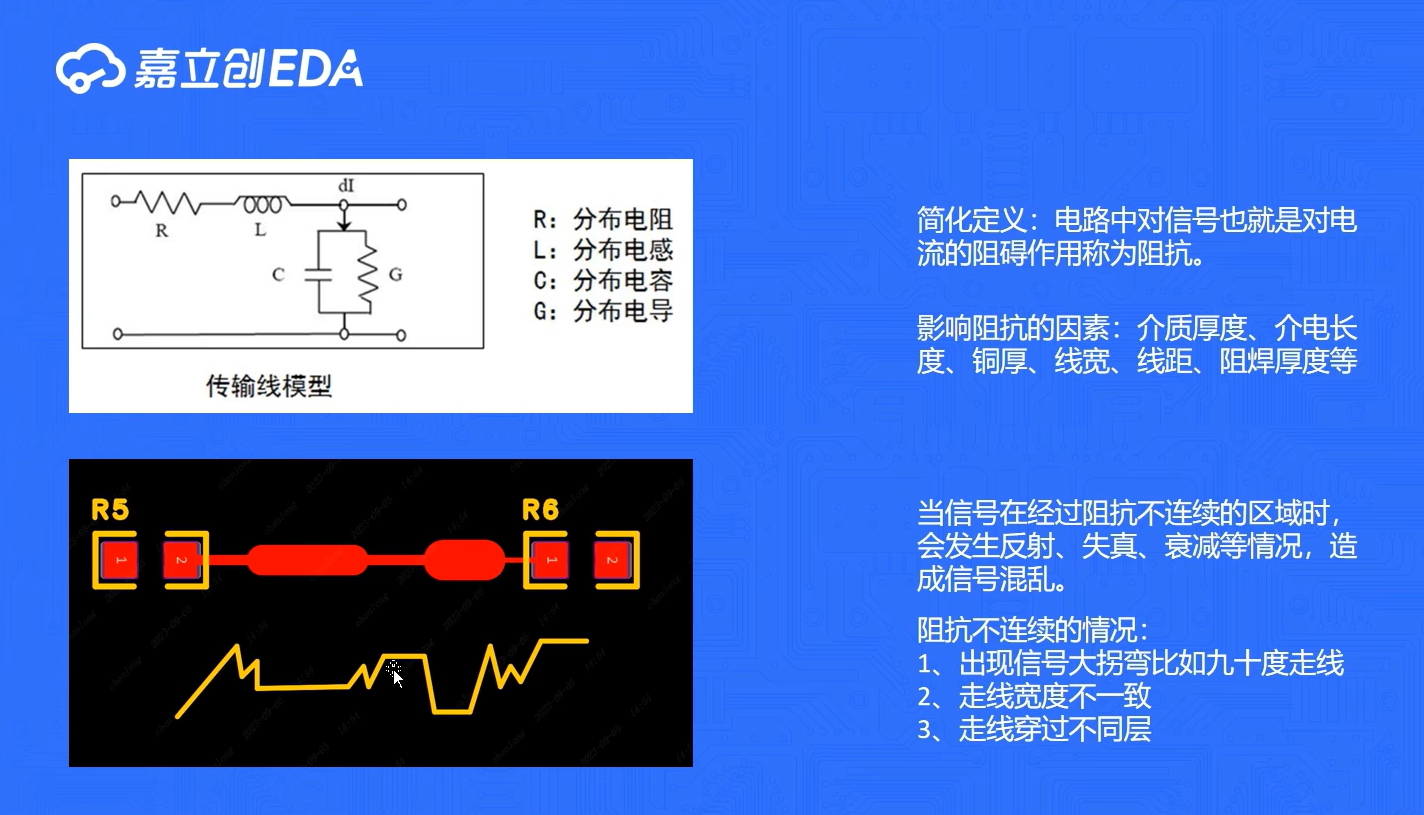 嘉立创EDA
dI
R
L
C
G
R：分布电阻
L：分布电感
C：分布电容
G：分布电导
传输线模型
简化定义：电路中对信号也就是对电
流的阻碍作用称为阻抗。
影响阻抗的因素：介质厚度、介电长
度、铜厚、线宽、线距、阻焊厚度等
R5
R6
1
2
1
2
当信号在经过阻抗不连续的区域时，
会发生反射、失真、衰减等情况，造
成信号混乱。
阻抗不连续的情况：
1、出现信号大拐弯比如九十度走线
2、走线宽度不一致
3、走线穿过不同层